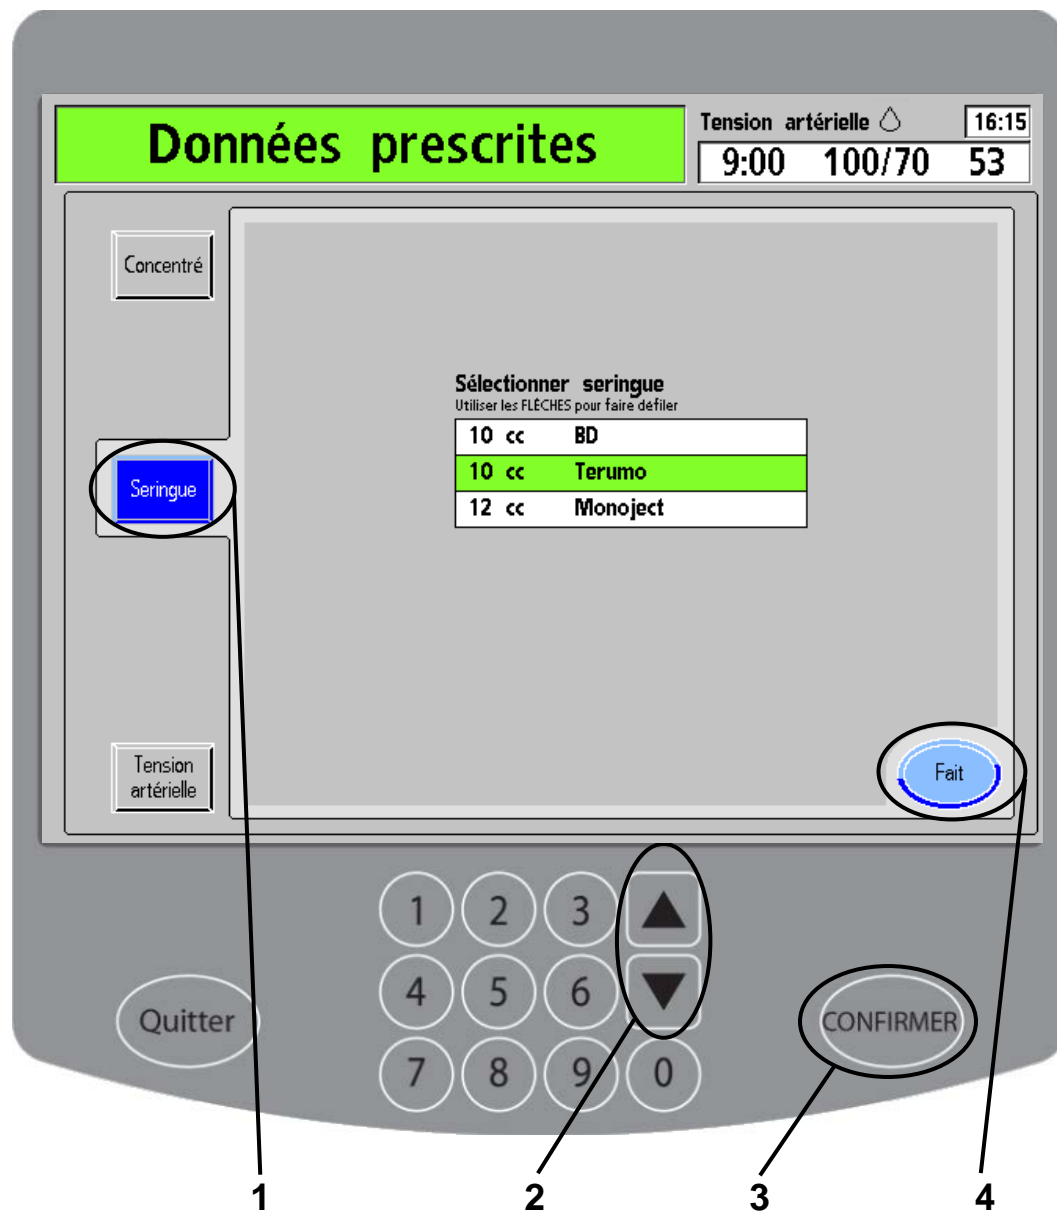 Données prescrites
Tension artérielle 16:15
9:00 100/70 53
Concentré
Sélectionner seringue
Utiliser les FLÈCHES pour faire défiler
10 cc BD
10 cc Terumo
12 cc Monoject
Seringue
Tension
artérielle
Fait
1 2 3
4 5 6
7 8 9 0
Quitter
CONFIRMER
1 2 3 4